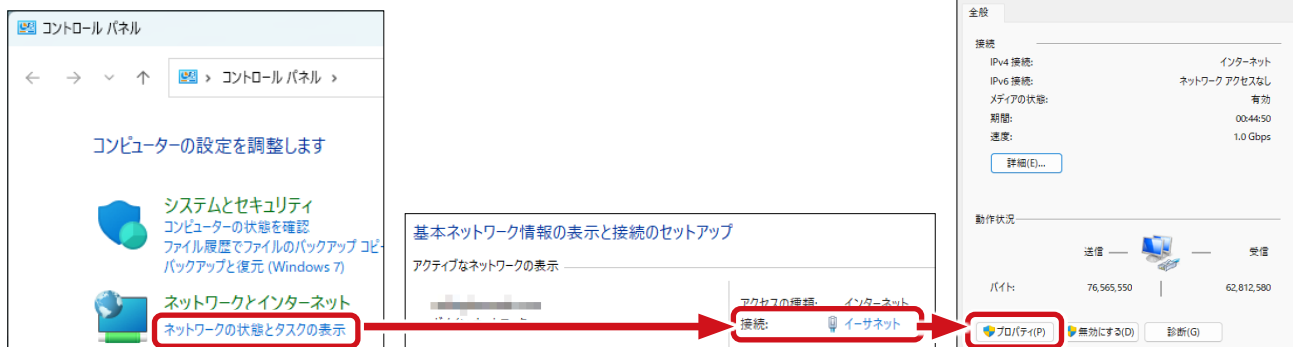 コントロール パネル
コントロール パネル
コンピューターの設定を調整します
システムとセキュリティ
コンピューターの状態を確認
ファイル履歴でファイルのバックアップ コピ
バックアップと復元 (Windows 7)
ネットワークとインターネット
ネットワークの状態とタスクの表示
基本ネットワーク情報の表示と接続のセットアップ
アクティブなネットワークの表示
アクセスの種類: インターネット
接続: イーサネット
全般
接続
IPv4 接続: インターネット
IPv6 接続: ネットワーク アクセスなし
メディアの状態: 有効
期間: 00:44:50
速度: 1.0 Gbps
詳細(E)...
動作状況
送信 受信
バイト: 76,565,550 62,812,580
プロパティ(P) 無効にする(D) 診断(G)